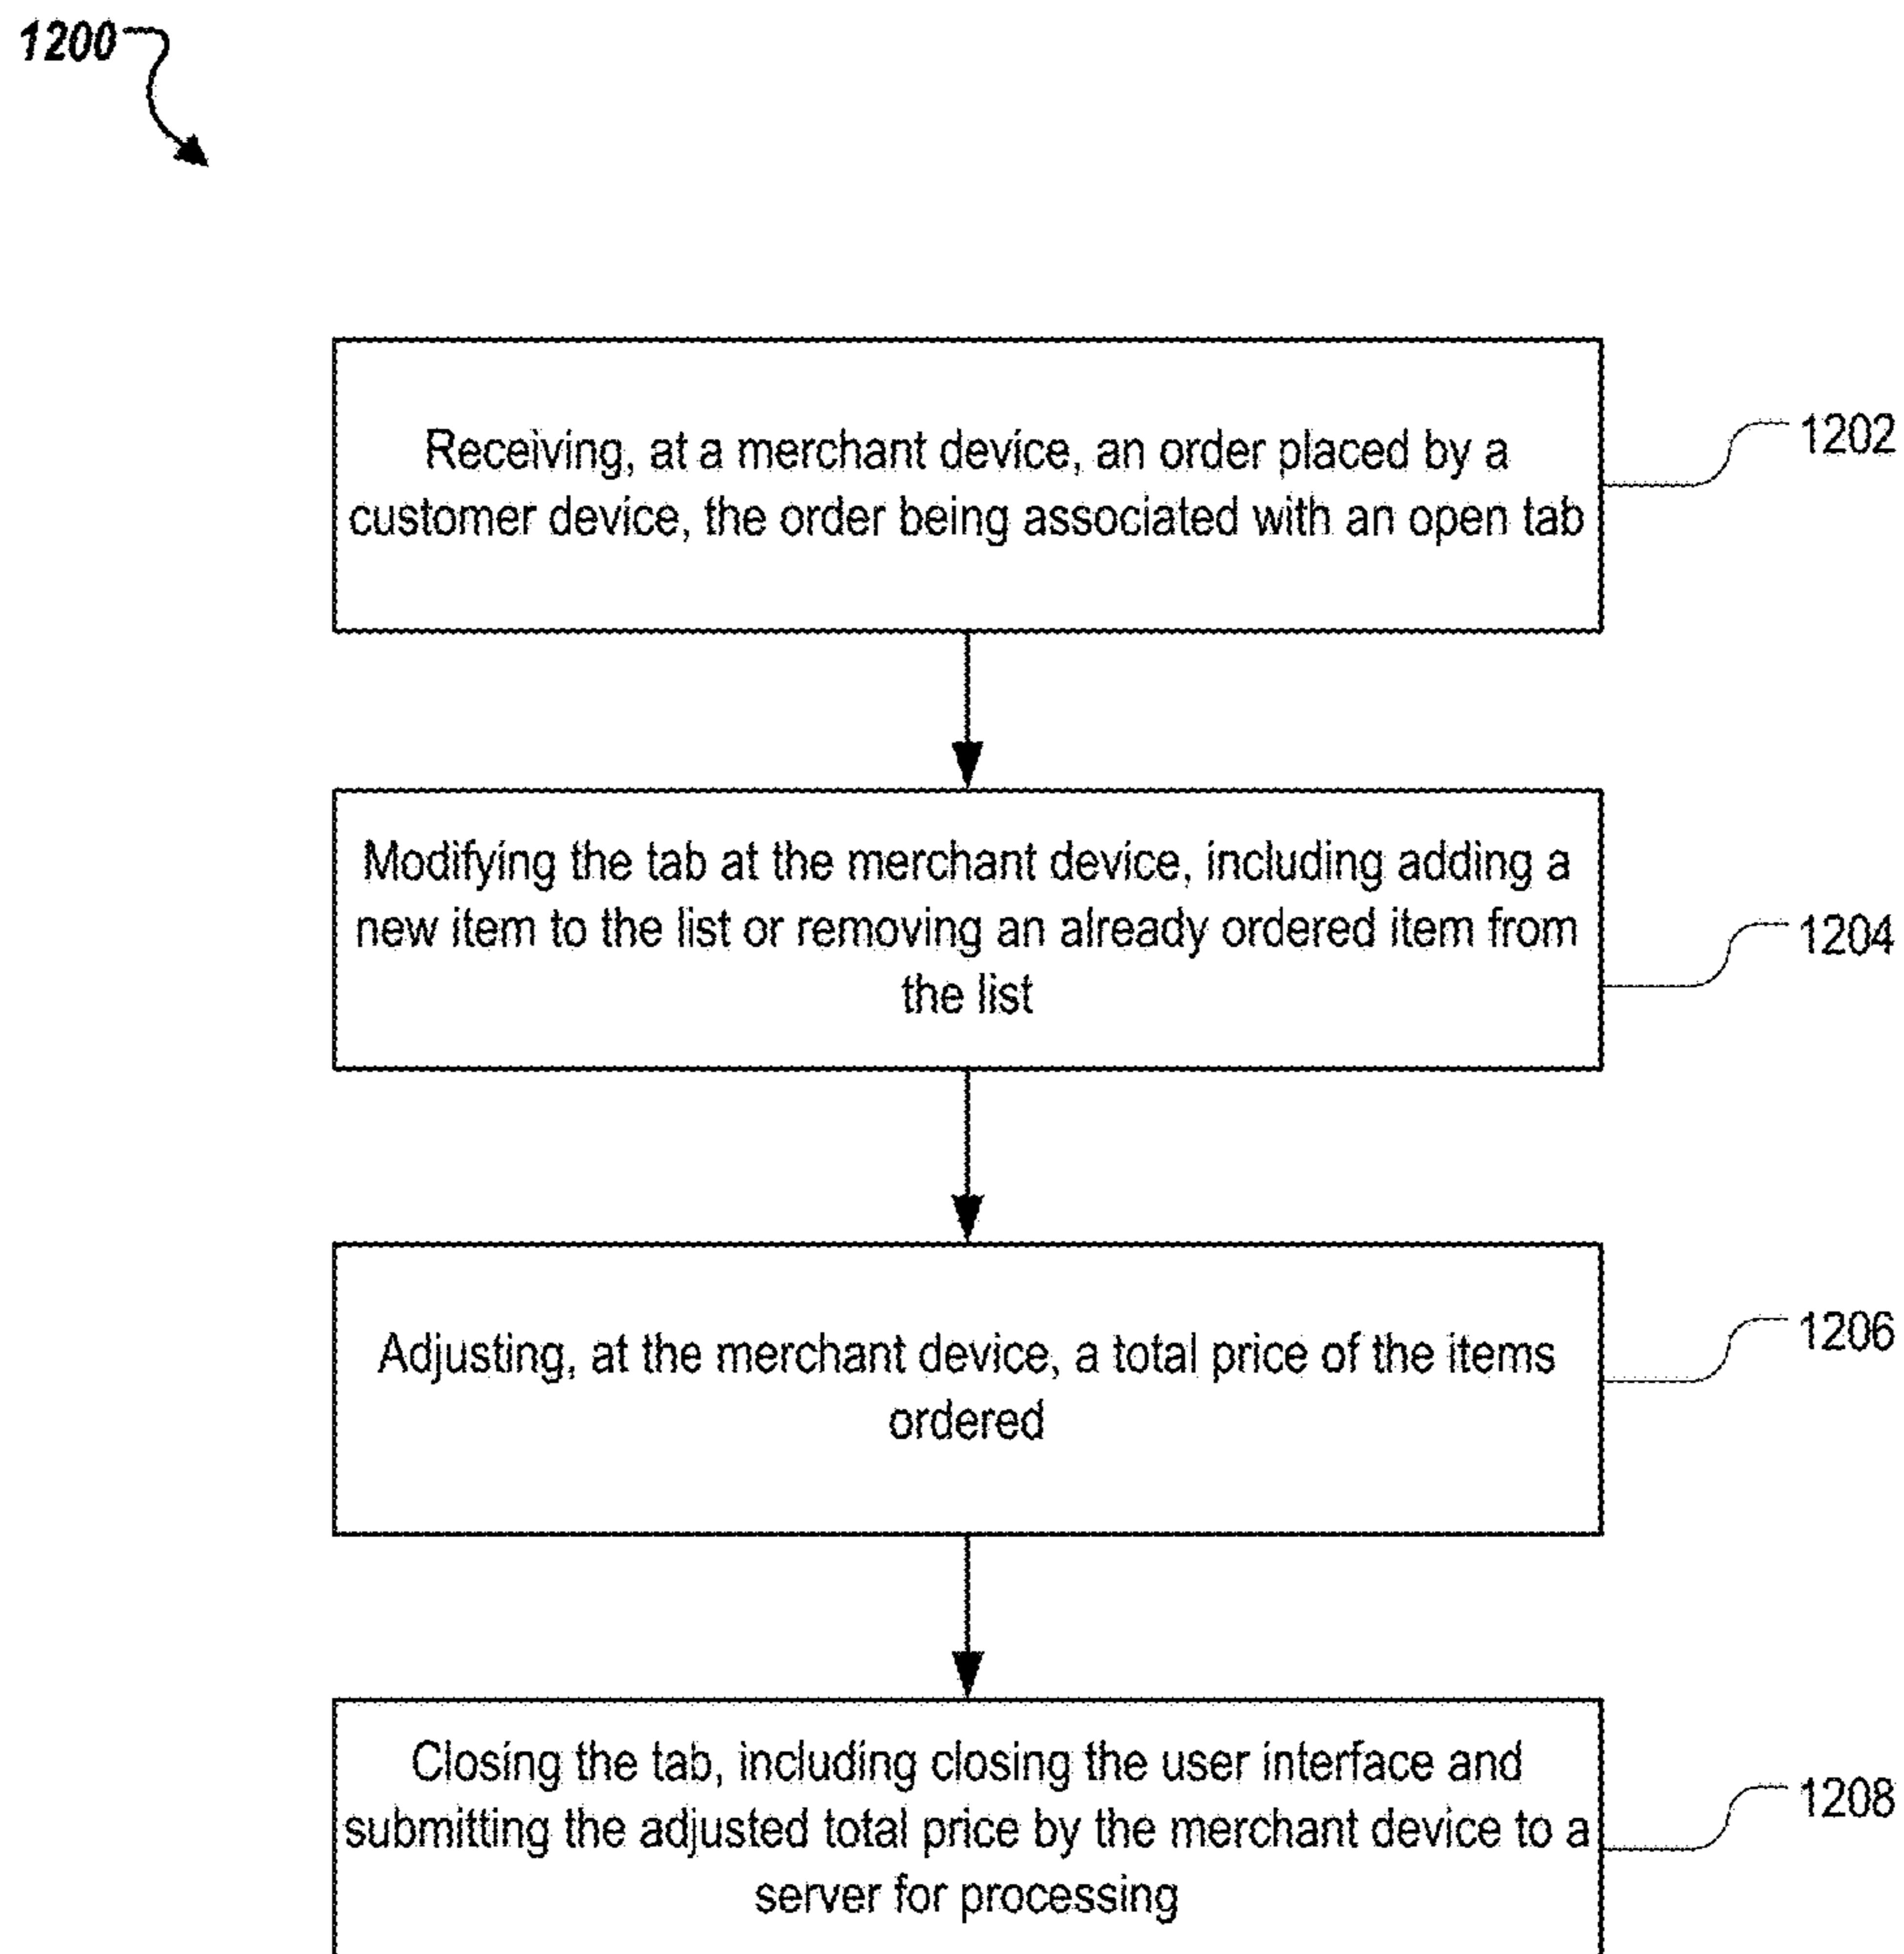 1200
Receiving, at a merchant device, an order placed by a
customer device, the order being associated with an open tab
1202
Modifying the tab at the merchant device, including adding a
new item to the list or removing an already ordered item from
the list
1204
Adjusting, at the merchant device, a total price of the items
ordered
1206
Closing the tab, including closing the user interface and
submitting the adjusted total price by the merchant device to a
server for processing
1208